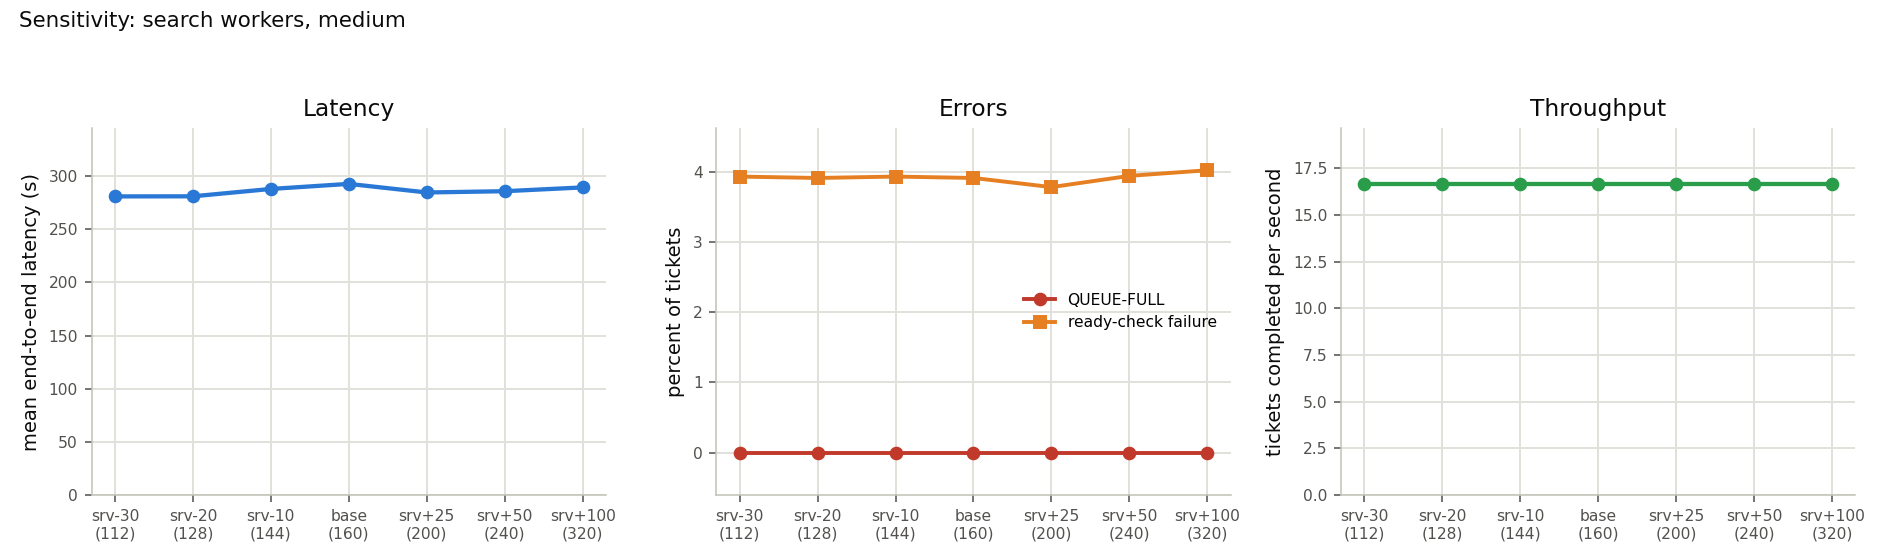 Sensitivity: search workers, medium
Latency
mean end-to-end latency (s)
300
250
200
150
100
50
0
srv-30 srv-20 srv-10 base srv+25 srv+50 srv+100
(112) (128) (144) (160) (200) (240) (320)
Errors
percent of tickets
4
3
2
1
0
QUEUE-FULL
ready-check failure
srv-30 srv-20 srv-10 base srv+25 srv+50 srv+100
(112) (128) (144) (160) (200) (240) (320)
Throughput
tickets completed per second
17.5
15.0
12.5
10.0
7.5
5.0
2.5
0.0
srv-30 srv-20 srv-10 base srv+25 srv+50 srv+100
(112) (128) (144) (160) (200) (240) (320)